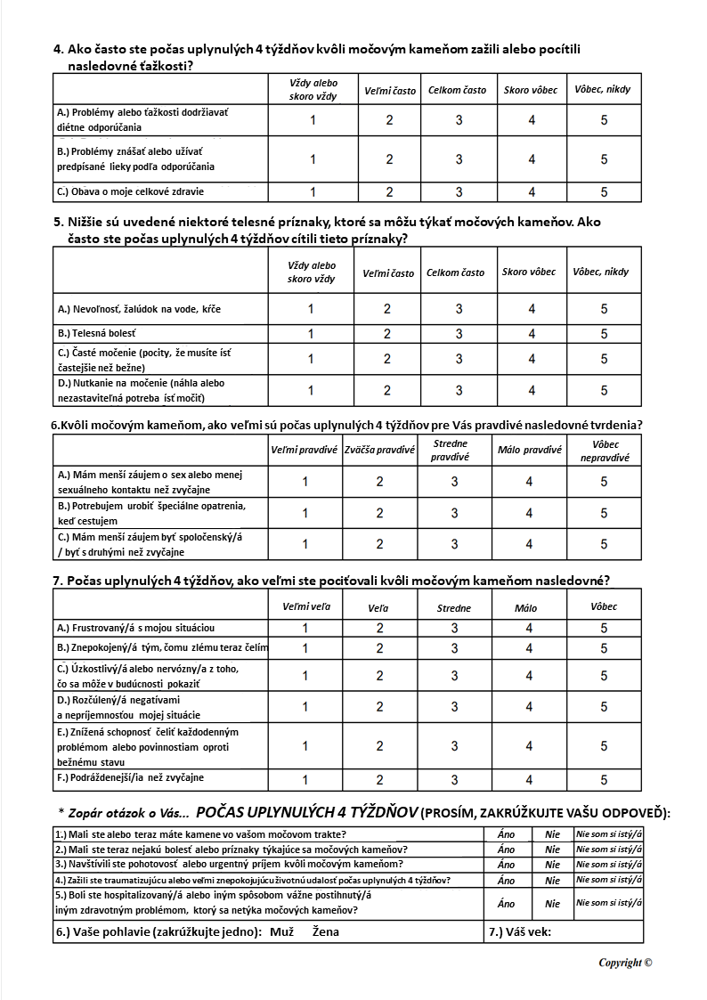 4. Ako často ste počas uplynulých 4 týždňov kvôli močovým kameňom zažili alebo pocítili
nasledovné ťažkosti?
Vždy alebo skoro vždy Veľmi často Celkom často Skoro vôbec Vôbec, nikdy
A.) Problémy alebo ťažkosti dodržiavať
diétne odporúčania 1 2 3 4 5
B.) Problémy znášať alebo užívať
predpísané lieky podľa odporúčania 1 2 3 4 5
C.) Obava o moje celkové zdravie 1 2 3 4 5
5. Nižšie sú uvedené niektoré telesné príznaky, ktoré sa môžu týkať močových kameňov. Ako
často ste počas uplynulých 4 týždňov cítili tieto príznaky?
Vždy alebo skoro vždy Veľmi často Celkom často Skoro vôbec Vôbec, nikdy
A.) Nevoľnosť, žalúdok na vode, kŕče 1 2 3 4 5
B.) Telesná bolesť 1 2 3 4 5
C.) Časté močenie (pocity, že musíte ísť
častejšie než bežne) 1 2 3 4 5
D.) Nutkanie na močenie (náhla alebo
nezastaviteľná potreba ísť močiť) 1 2 3 4 5
6.Kvôli močovým kameňom, ako veľmi sú počas uplynulých 4 týždňov pre Vás pravdivé nasledovné tvrdenia?
Veľmi pravdivé Zväčša pravdivé Stredne pravdivé Málo pravdivé Vôbec nepravdivé
A.) Mám menší záujem o sex alebo menej
sexuálneho kontaktu než zvyčajne 1 2 3 4 5
B.) Potrebujem urobiť špeciálne opatrenia,
keď cestujem 1 2 3 4 5
C.) Mám menší záujem byť spoločenský/á
/ byť s druhými než zvyčajne 1 2 3 4 5
7. Počas uplynulých 4 týždňov, ako veľmi ste pociťovali kvôli močovým kameňom nasledovné?
Veľmi veľa Veľa Stredne Málo Vôbec
A.) Frustrovaný/á s mojou situáciou 1 2 3 4 5
B.) Znepokojený/á tým, čomu zlému teraz čelím 1 2 3 4 5
C.) Úzkostlivý/á alebo nervózny/a z toho,
čo sa môže v budúcnosti pokaziť 1 2 3 4 5
D.) Rozčúlený/á negatívami
a nepríjemnosťou mojej situácie 1 2 3 4 5
E.) Znížená schopnosť čeliť každodenným
problémom alebo povinnostiam oproti
bežnému stavu 1 2 3 4 5
F.) Podráždenejší/ia než zvyčajne 1 2 3 4 5
* Zopár otázok o Vás... POČAS UPLYNULÝCH 4 TÝŽDŇOV (PROSÍM, ZAKRÚŽKUJTE VAŠU ODPOVEĎ):
1.) Mali ste alebo teraz máte kamene vo vašom močovom trakte? Áno Nie Nie som si istý/á
2.) Mali ste teraz nejakú bolesť alebo príznaky týkajúce sa močových kameňov? Áno Nie Nie som si istý/á
3.) Navštívili ste pohotovosť alebo urgentný príjem kvôli močovým kameňom? Áno Nie Nie som si istý/á
4.) Zažili ste traumatizujúcu alebo veľmi znepokojujúcu životnú udalosť počas uplynulých 4 týždňov? Áno Nie Nie som si istý/á
5.) Boli ste hospitalizovaný/á alebo iným spôsobom vážne postihnutý/á
iným zdravotným problémom, ktorý sa netýka močových kameňov? Áno Nie Nie som si istý/á
6.) Vaše pohlavie (zakrúžkujte jedno): Muž Žena 7.) Váš vek:
Copyright ©